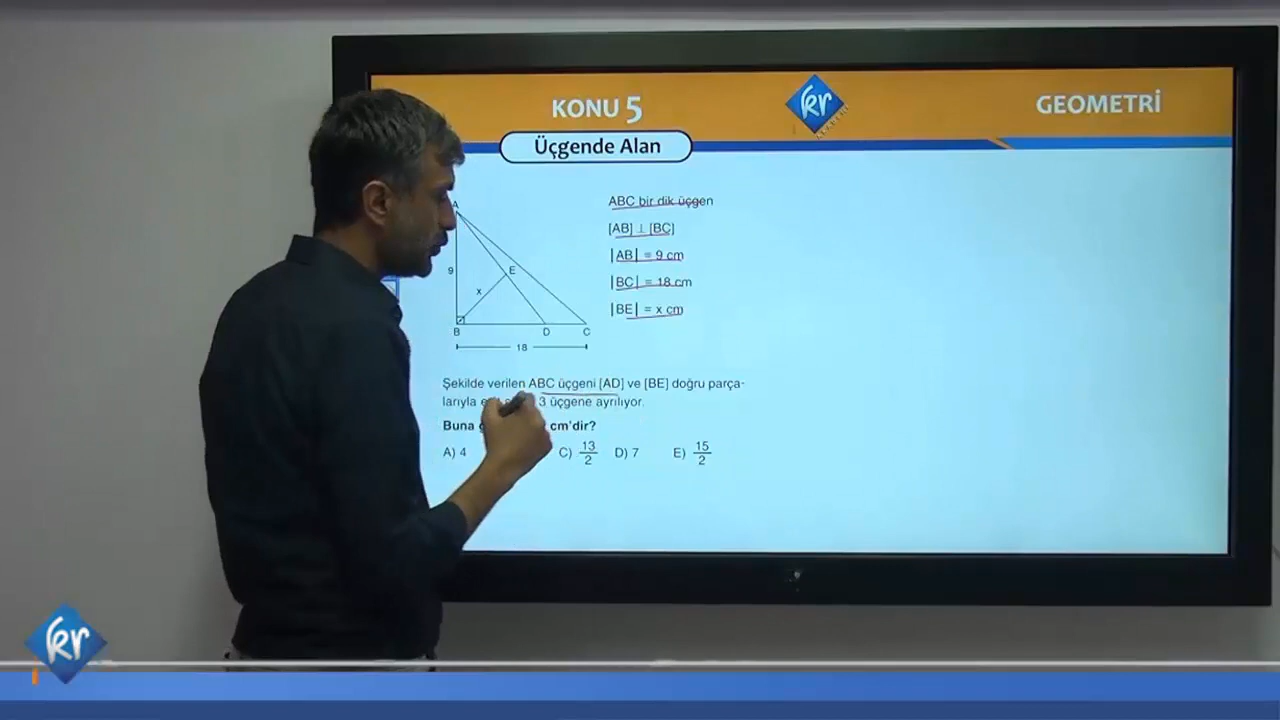 KONU 5
kr
GEOMETRİ
Üçgende Alan
A
9
E
x
B
D
C
18
ABC bir dik üçgen
[AB] ⊥ [BC]
|AB| = 9 cm
|BC| = 18 cm
|BE| = x cm
Şekilde verilen ABC üçgeni [AD] ve [BE] doğru parça-
larıyla 3 üçgene ayrılıyor.
Buna cm'dir?
A) 4 C) 13/2 D) 7 E) 15/2
kr